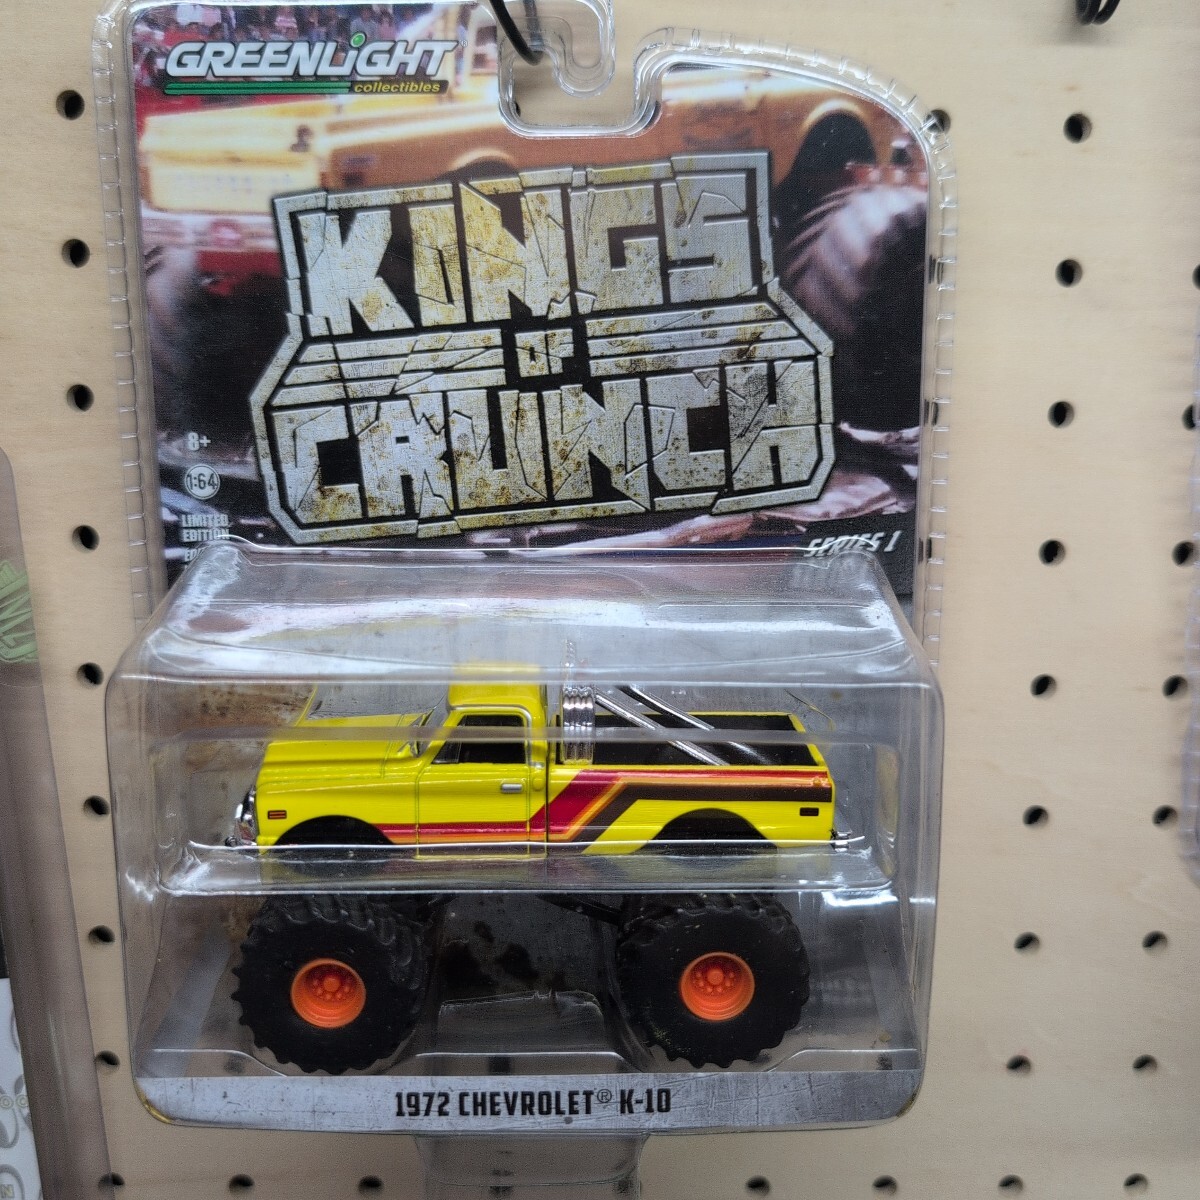 GREENLIGHT
collectibles
KINGS
OF
CRUNCH
8+
1:64
LIMITED
EDITION
SERIES 1
1972 CHEVROLET® K-10